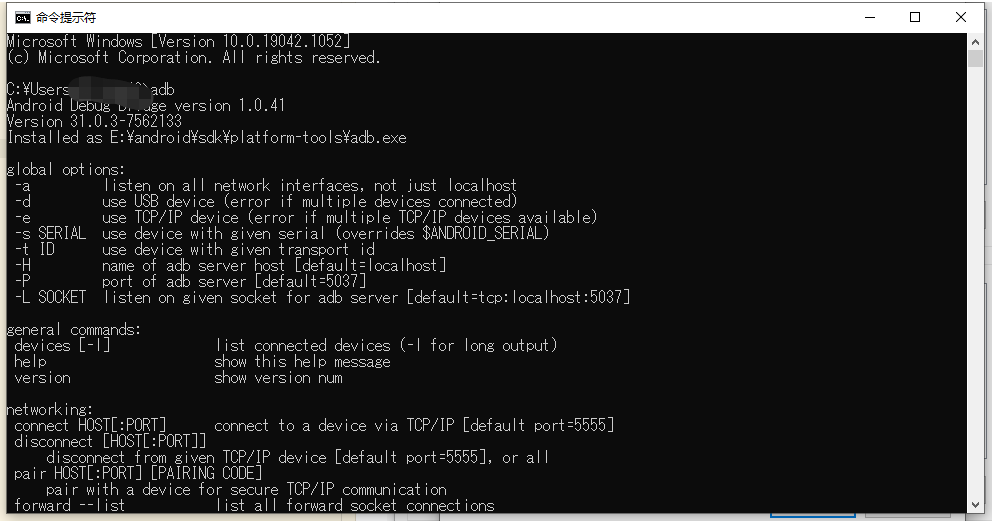 命令提示符
Microsoft Windows [Version 10.0.19042.1052]
(c) Microsoft Corporation. All rights reserved.
C:¥Users adb
Android Debug Bridge version 1.0.41
Version 31.0.3-7562133
Installed as E:¥android¥sdk¥platform-tools¥adb.exe
global options:
-a listen on all network interfaces, not just localhost
-d use USB device (error if multiple devices connected)
-e use TCP/IP device (error if multiple TCP/IP devices available)
-s SERIAL use device with given serial (overrides $ANDROID_SERIAL)
-t ID use device with given transport id
-H name of adb server host [default=localhost]
-P port of adb server [default=5037]
-L SOCKET listen on given socket for adb server [default=tcp:localhost:5037]
general commands:
devices [-l] list connected devices (-l for long output)
help show this help message
version show version num
networking:
connect HOST[:PORT] connect to a device via TCP/IP [default port=5555]
disconnect [HOST[:PORT]]
disconnect from given TCP/IP device [default port=5555], or all
pair HOST[:PORT] [PAIRING CODE]
pair with a device for secure TCP/IP communication
forward --list list all forward socket connections